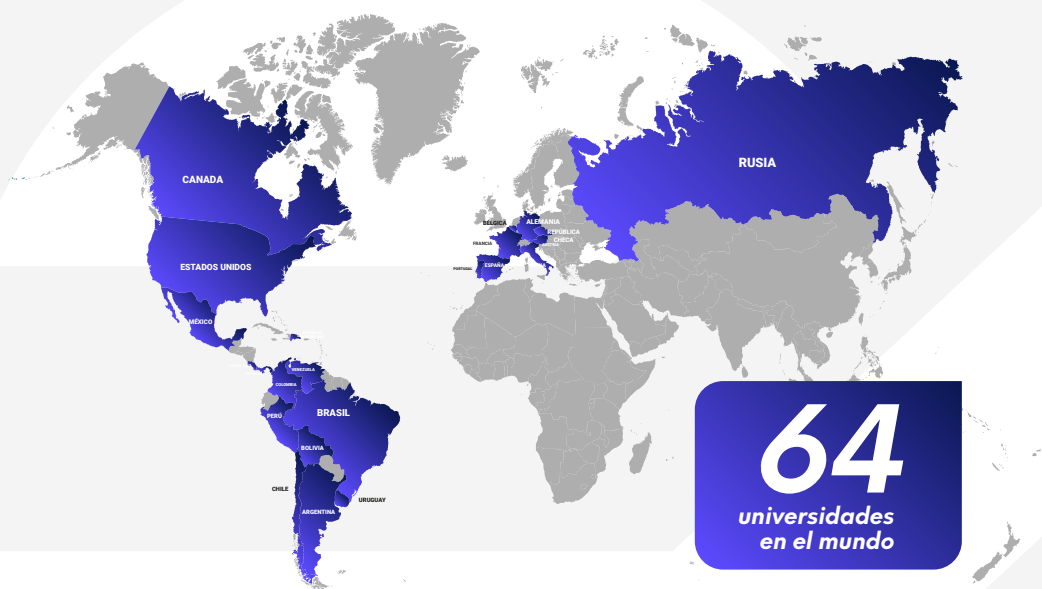 CANADA
RUSIA
ESTADOS UNIDOS
MÉXICO
BÉLGICA
ALEMANIA
REPÚBLICA
CHECA
FRANCIA
PORTUGAL
ESPAÑA
VENEZUELA
COLOMBIA
PERÚ
BRASIL
BOLIVIA
CHILE
URUGUAY
ARGENTINA
64
universidades
en el mundo